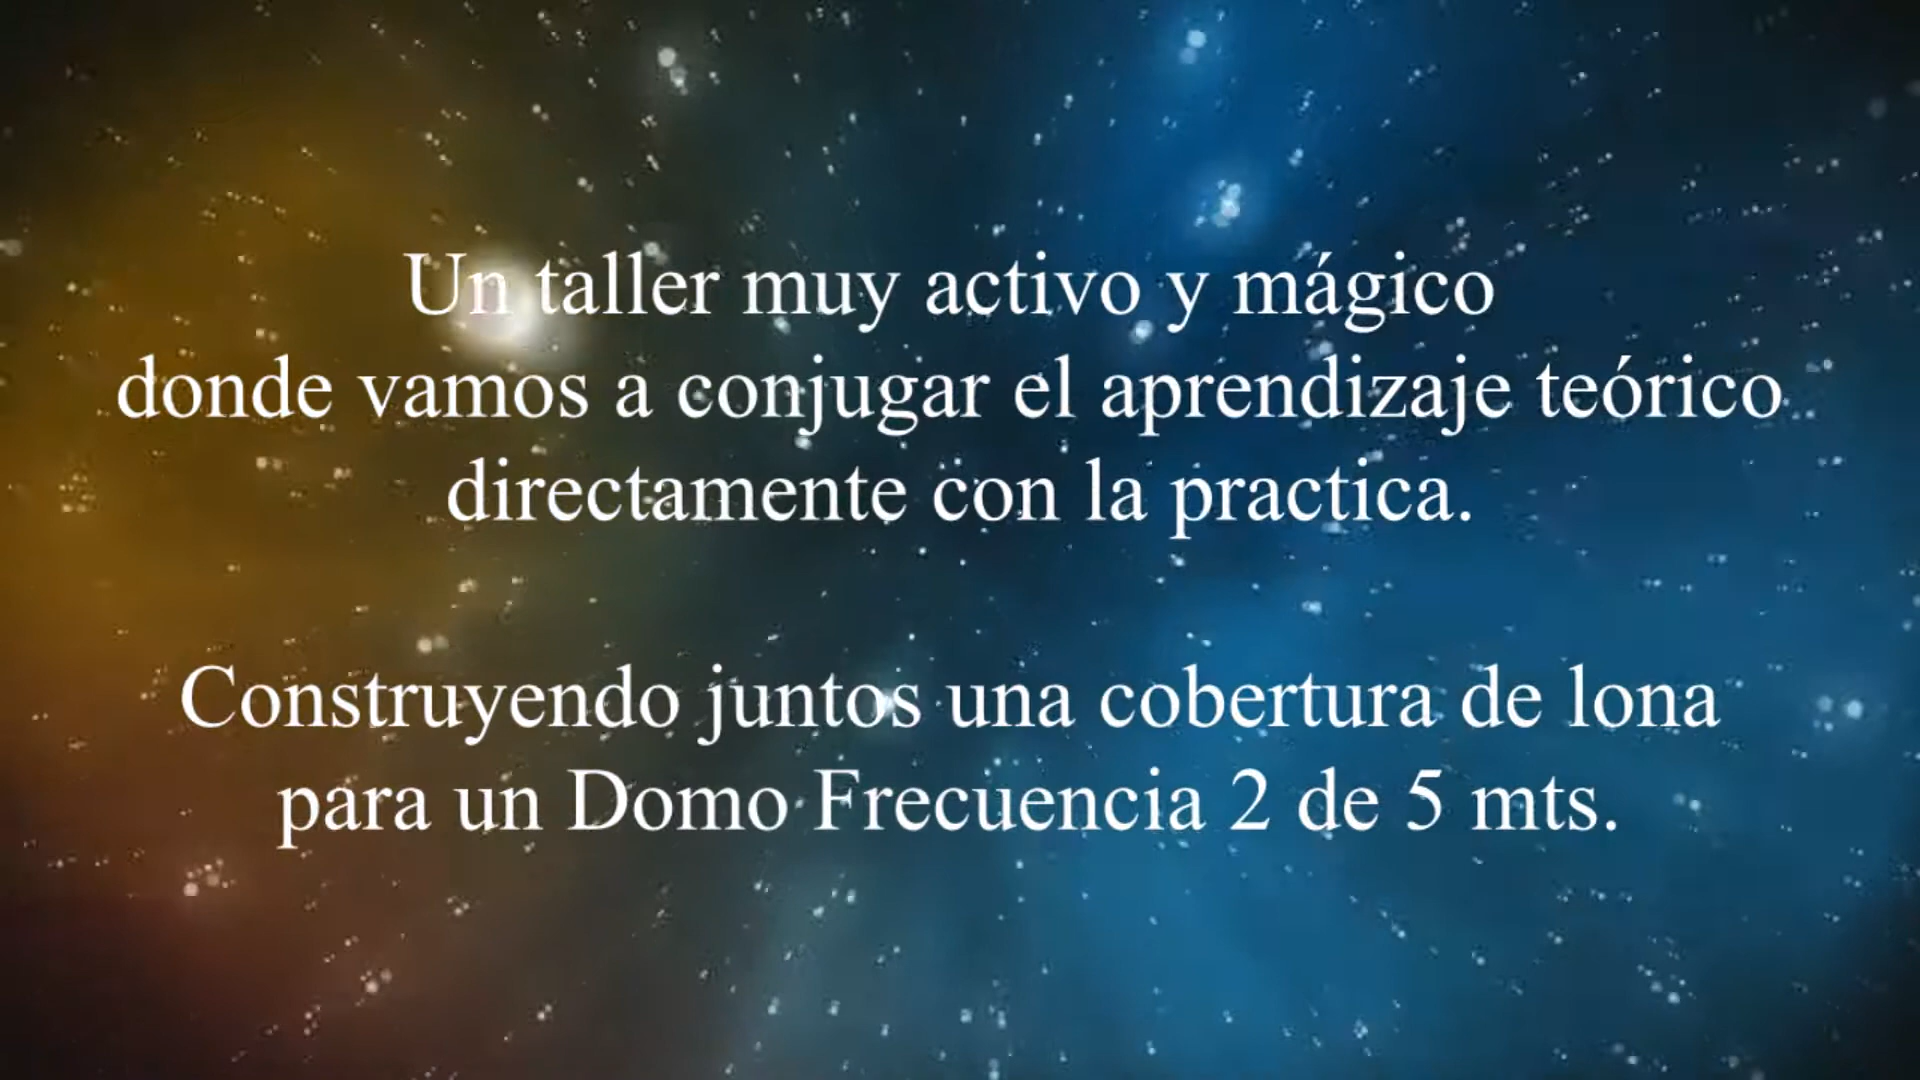 Un taller muy activo y mágico
donde vamos a conjugar el aprendizaje teórico
directamente con la practica.
Construyendo juntos una cobertura de lona
para un Domo Frecuencia 2 de 5 mts.